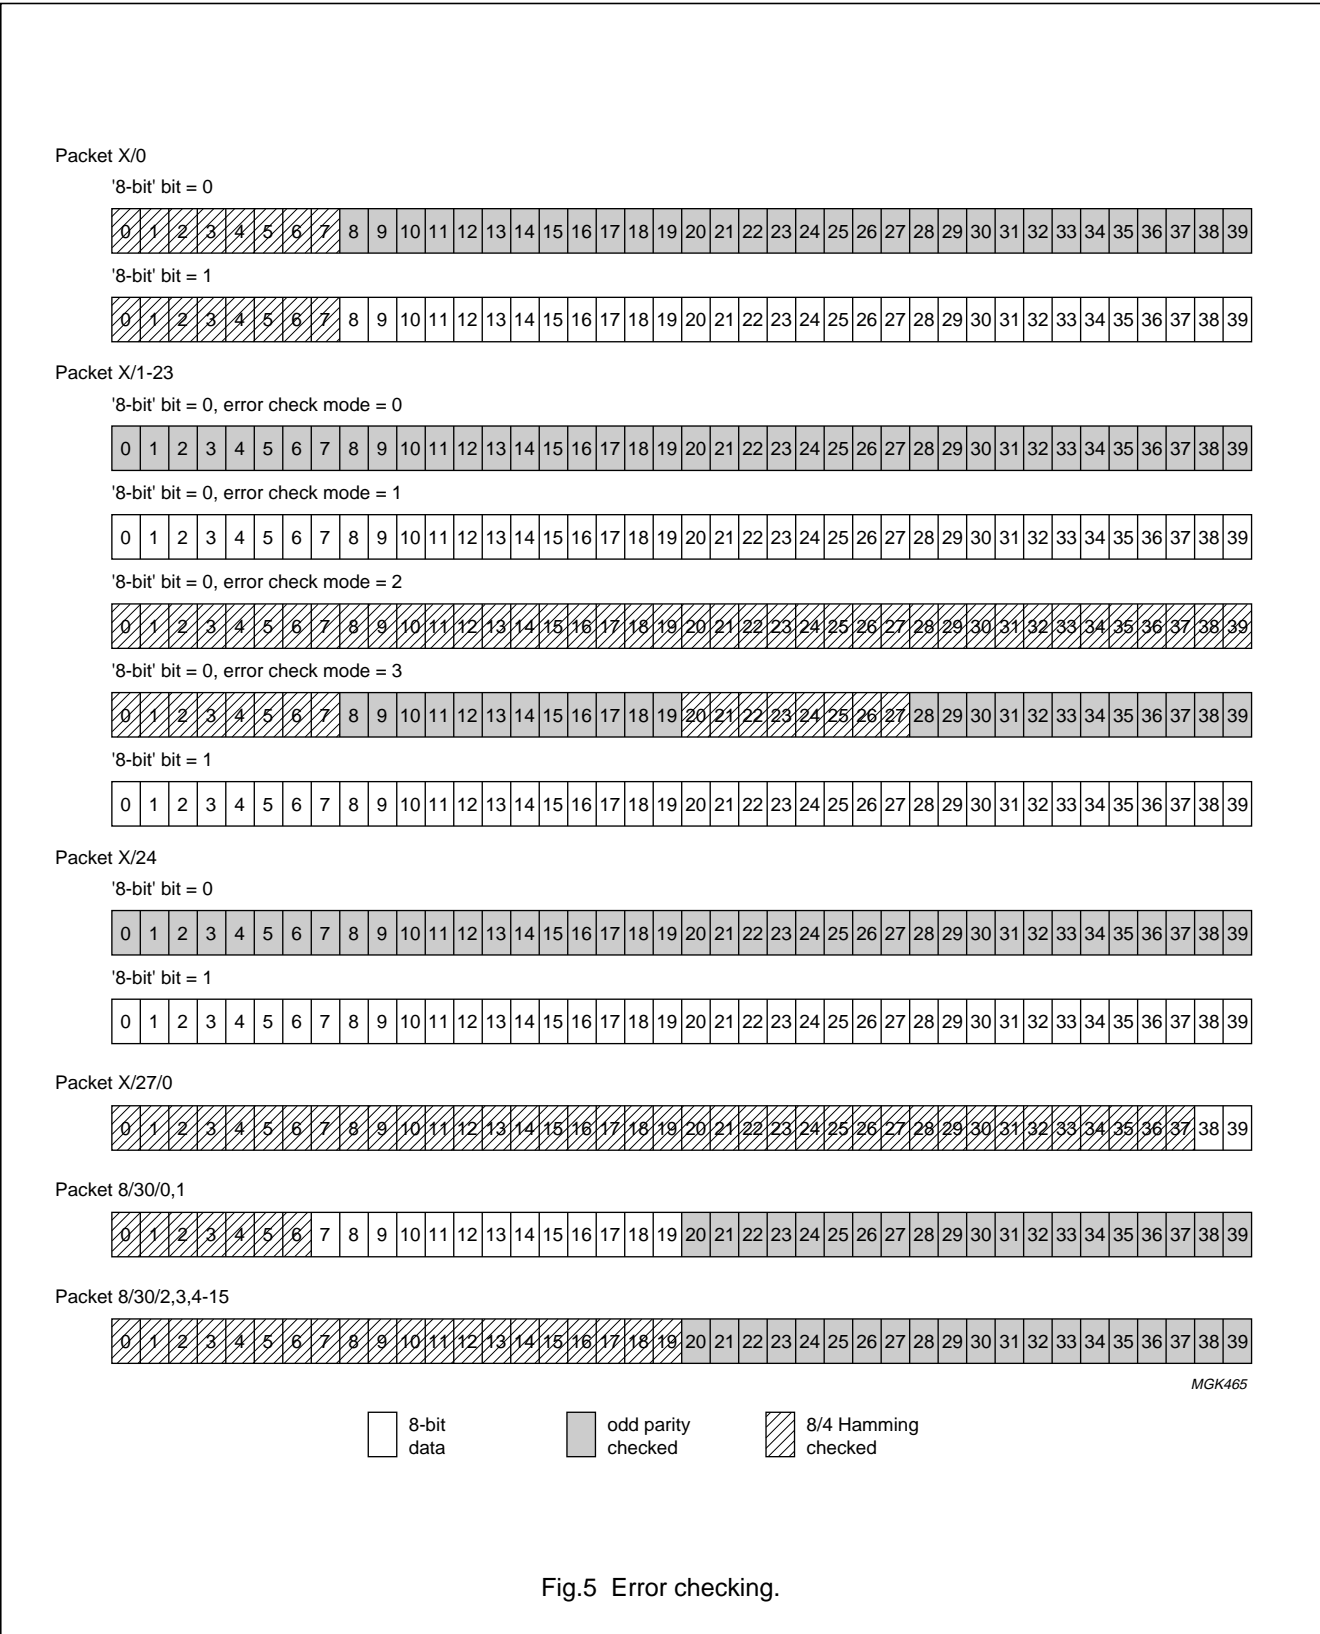 Packet X/0
'8-bit' bit = 0
0 1 2 3 4 5 6 7 8 9 10 11 12 13 14 15 16 17 18 19 20 21 22 23 24 25 26 27 28 29 30 31 32 33 34 35 36 37 38 39
'8-bit' bit = 1
0 1 2 3 4 5 6 7 8 9 10 11 12 13 14 15 16 17 18 19 20 21 22 23 24 25 26 27 28 29 30 31 32 33 34 35 36 37 38 39
Packet X/1-23
'8-bit' bit = 0, error check mode = 0
0 1 2 3 4 5 6 7 8 9 10 11 12 13 14 15 16 17 18 19 20 21 22 23 24 25 26 27 28 29 30 31 32 33 34 35 36 37 38 39
'8-bit' bit = 0, error check mode = 1
0 1 2 3 4 5 6 7 8 9 10 11 12 13 14 15 16 17 18 19 20 21 22 23 24 25 26 27 28 29 30 31 32 33 34 35 36 37 38 39
'8-bit' bit = 0, error check mode = 2
0 1 2 3 4 5 6 7 8 9 10 11 12 13 14 15 16 17 18 19 20 21 22 23 24 25 26 27 28 29 30 31 32 33 34 35 36 37 38 39
'8-bit' bit = 0, error check mode = 3
0 1 2 3 4 5 6 7 8 9 10 11 12 13 14 15 16 17 18 19 20 21 22 23 24 25 26 27 28 29 30 31 32 33 34 35 36 37 38 39
'8-bit' bit = 1
0 1 2 3 4 5 6 7 8 9 10 11 12 13 14 15 16 17 18 19 20 21 22 23 24 25 26 27 28 29 30 31 32 33 34 35 36 37 38 39
Packet X/24
'8-bit' bit = 0
0 1 2 3 4 5 6 7 8 9 10 11 12 13 14 15 16 17 18 19 20 21 22 23 24 25 26 27 28 29 30 31 32 33 34 35 36 37 38 39
'8-bit' bit = 1
0 1 2 3 4 5 6 7 8 9 10 11 12 13 14 15 16 17 18 19 20 21 22 23 24 25 26 27 28 29 30 31 32 33 34 35 36 37 38 39
Packet X/27/0
0 1 2 3 4 5 6 7 8 9 10 11 12 13 14 15 16 17 18 19 20 21 22 23 24 25 26 27 28 29 30 31 32 33 34 35 36 37 38 39
Packet 8/30/0,1
0 1 2 3 4 5 6 7 8 9 10 11 12 13 14 15 16 17 18 19 20 21 22 23 24 25 26 27 28 29 30 31 32 33 34 35 36 37 38 39
Packet 8/30/2,3,4-15
0 1 2 3 4 5 6 7 8 9 10 11 12 13 14 15 16 17 18 19 20 21 22 23 24 25 26 27 28 29 30 31 32 33 34 35 36 37 38 39
MGK465
8-bit
data
odd parity
checked
8/4 Hamming
checked
Fig.5 Error checking.